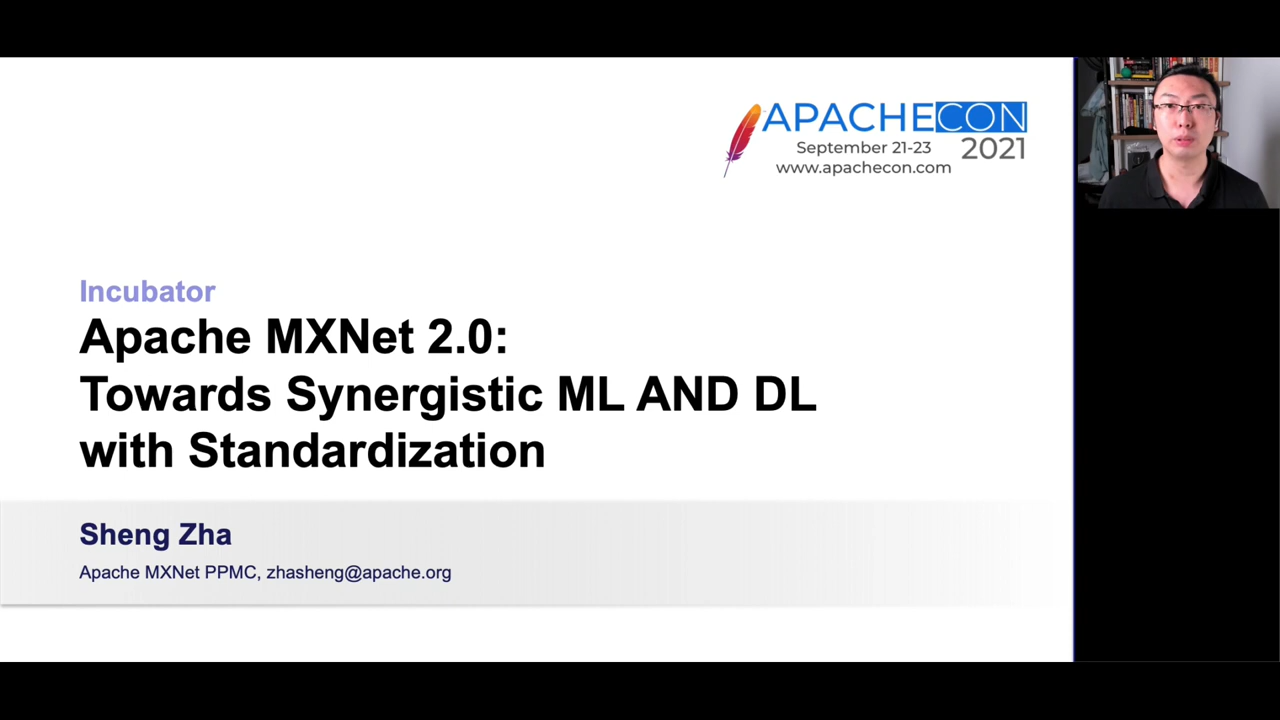 APACHECON
September 21-23
2021
www.apachecon.com
Incubator
Apache MXNet 2.0:
Towards Synergistic ML AND DL
with Standardization
Sheng Zha
Apache MXNet PPMC, zhasheng@apache.org